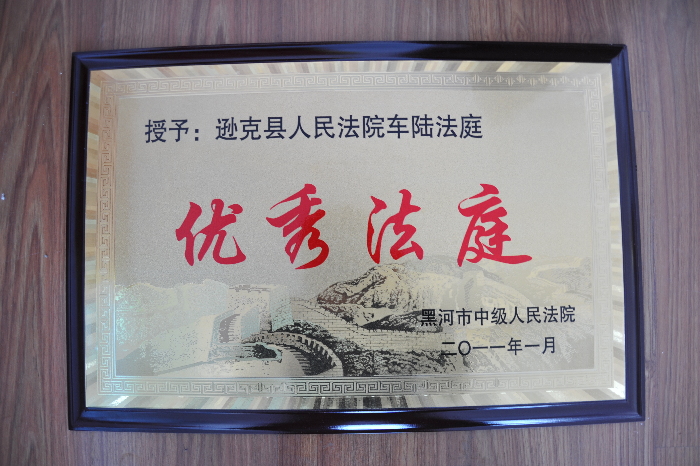 授予：逊克县人民法院车陆法庭
优秀法庭
黑河市中级人民法院
二〇一一年一月